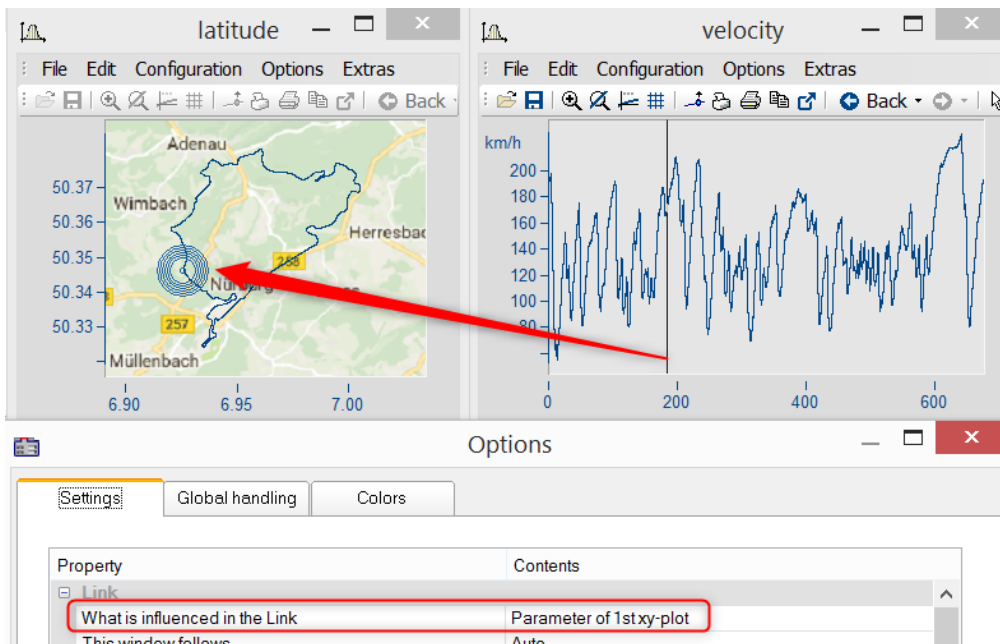 latitude
File Edit Configuration Options Extras
Back
Adenau
50.37
Wimbach
50.36
Herresbac
50.35
258
50.34
50.33
257
Müllenbach
6.90 6.95 7.00
velocity
File Edit Configuration Options Extras
Back
km/h
200
180
160
140
120
100
80
0 200 400 600
Options
Settings Global handling Colors
Property Contents
Link
What is influenced in the Link Parameter of 1st xy-plot
This window follows Auto